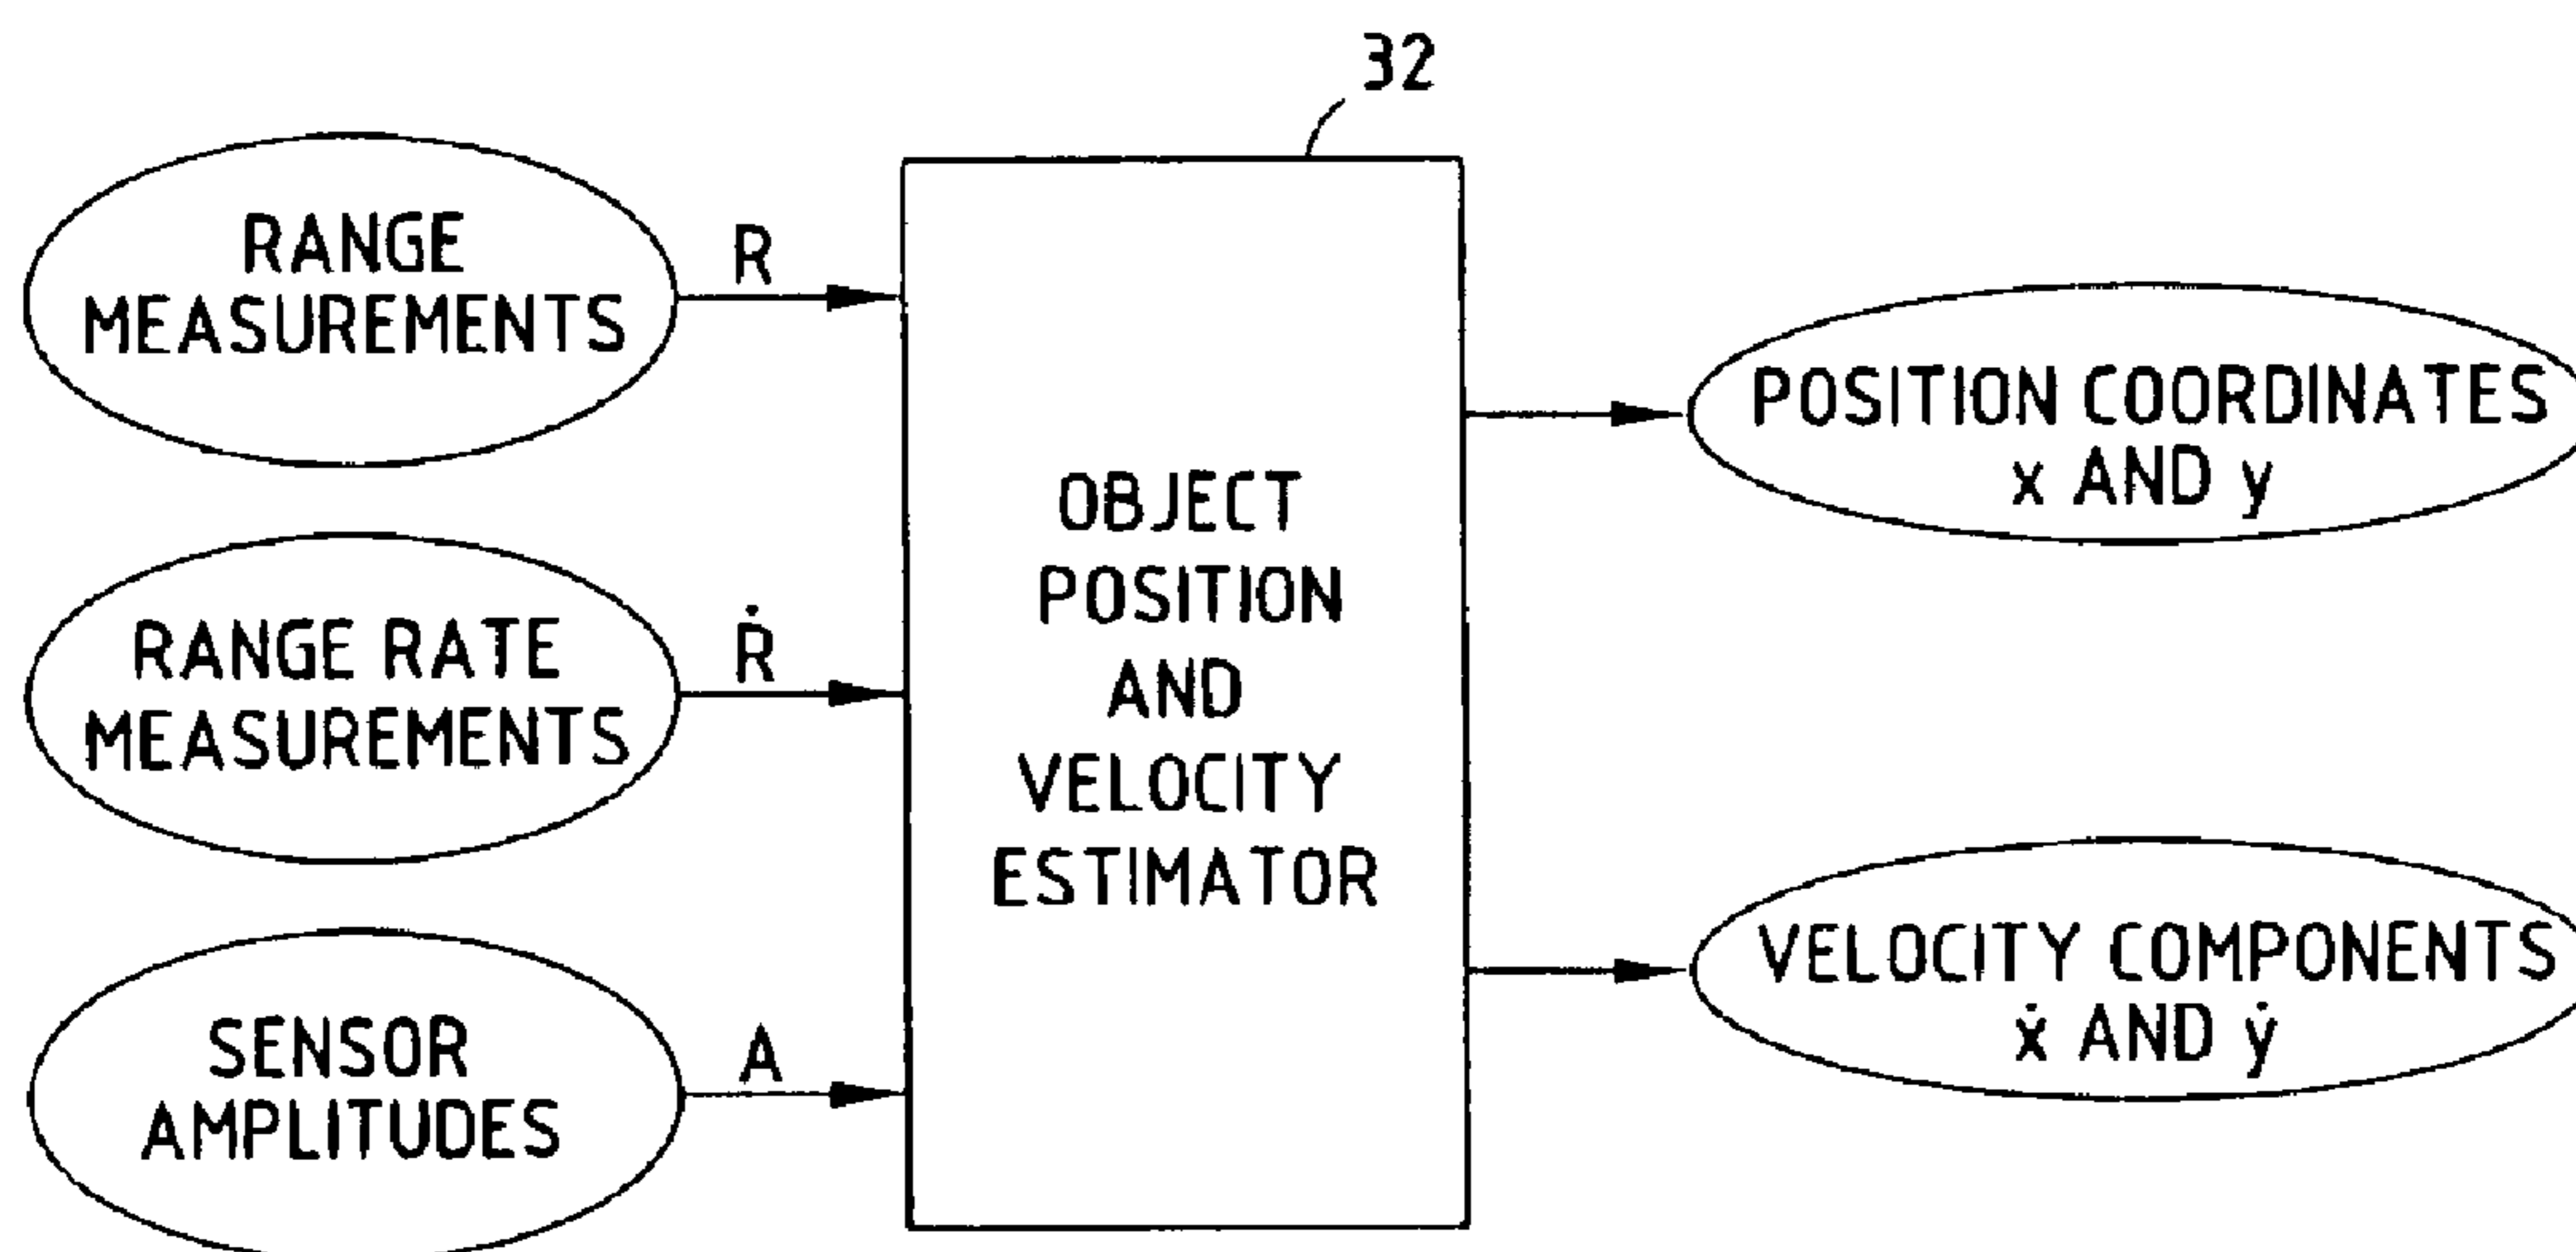 32
RANGE
MEASUREMENTS
R
RANGE RATE
MEASUREMENTS
Ṙ
SENSOR
AMPLITUDES
A
OBJECT
POSITION
AND
VELOCITY
ESTIMATOR
POSITION COORDINATES
x AND y
VELOCITY COMPONENTS
ẋ AND ẏ